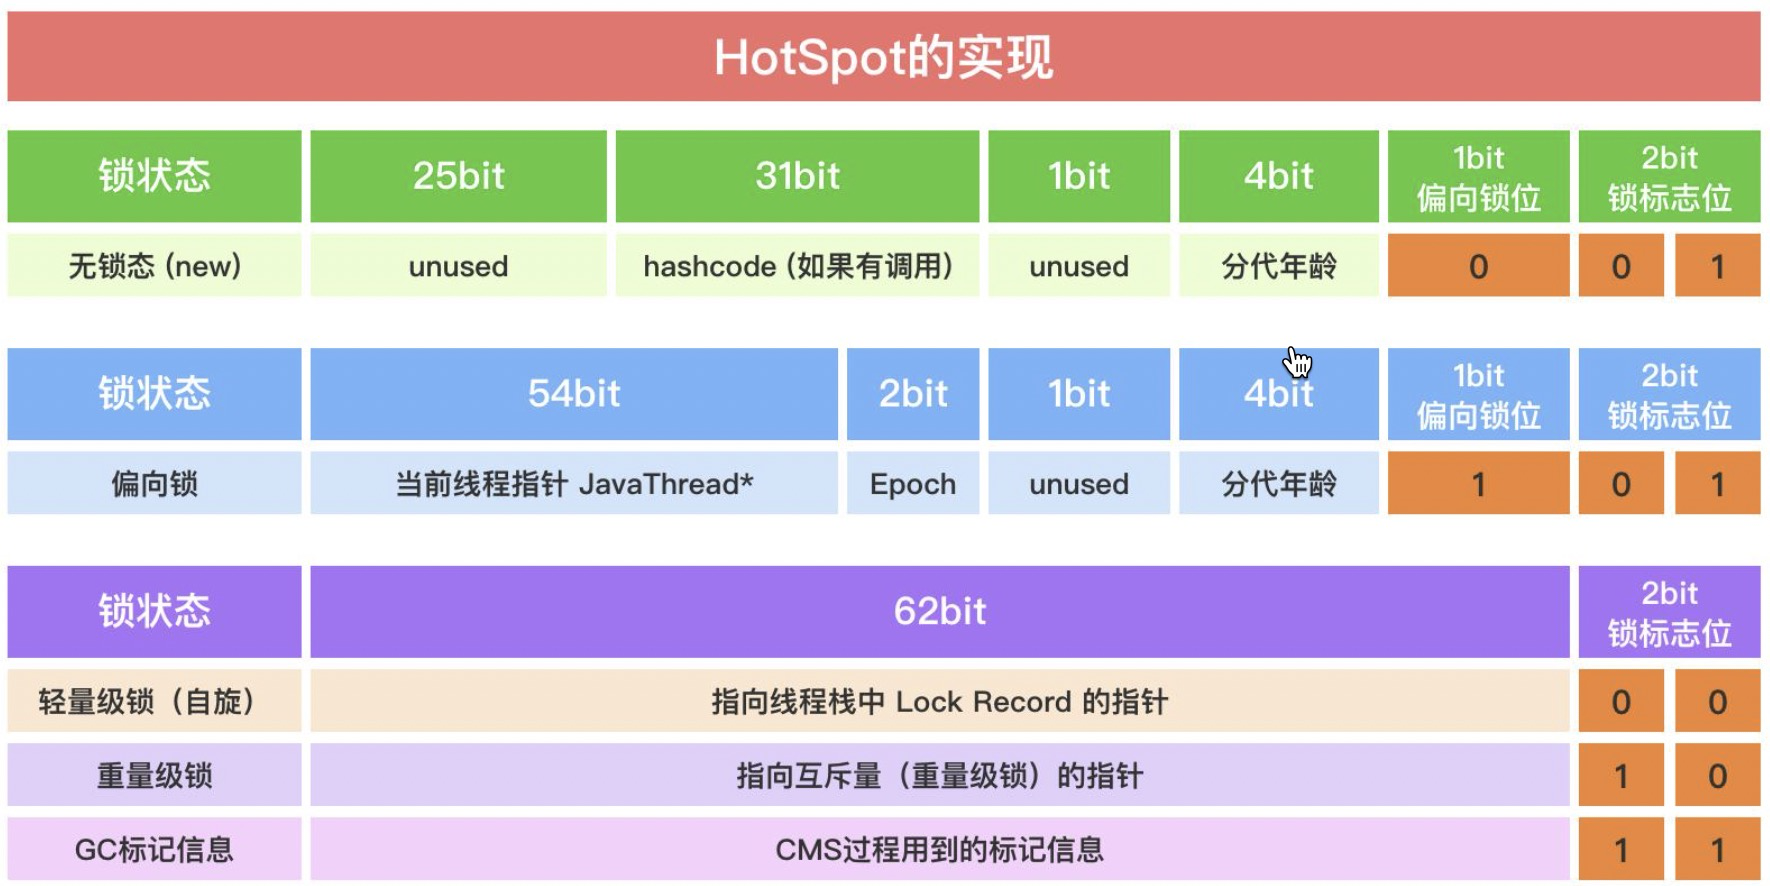 HotSpot的实现
锁状态 25bit 31bit 1bit 4bit 1bit 偏向锁位 2bit 锁标志位
无锁态 (new) unused hashcode (如果有调用) unused 分代年龄 0 0 1
锁状态 54bit 2bit 1bit 4bit 1bit 偏向锁位 2bit 锁标志位
偏向锁 当前线程指针 JavaThread* Epoch unused 分代年龄 1 0 1
锁状态 62bit 2bit 锁标志位
轻量级锁（自旋） 指向线程栈中 Lock Record 的指针 0 0
重量级锁 指向互斥量（重量级锁）的指针 1 0
GC标记信息 CMS过程用到的标记信息 1 1